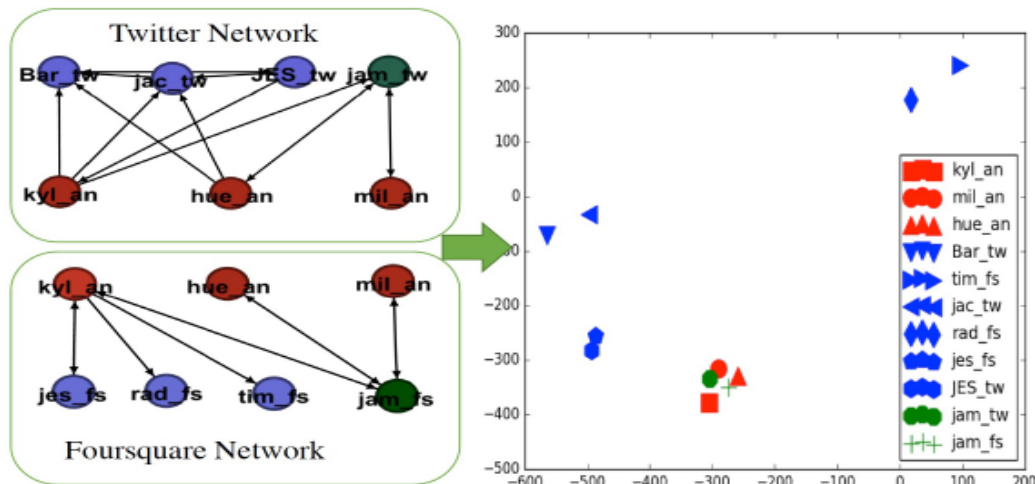 Twitter Network
Bar_tw
jac_tw
JES_tw
jam_tw
kyl_an
hue_an
mil_an
kyl_an
hue_an
mil_an
jes_fs
rad_fs
tim_fs
jam_fs
Foursquare Network
300
200
100
0
−100
−200
−300
−400
−500
−600
−500
−400
−300
−200
−100
0
100
200
kyl_an
mil_an
hue_an
Bar_tw
tim_fs
jac_tw
rad_fs
jes_fs
JES_tw
jam_tw
jam_fs